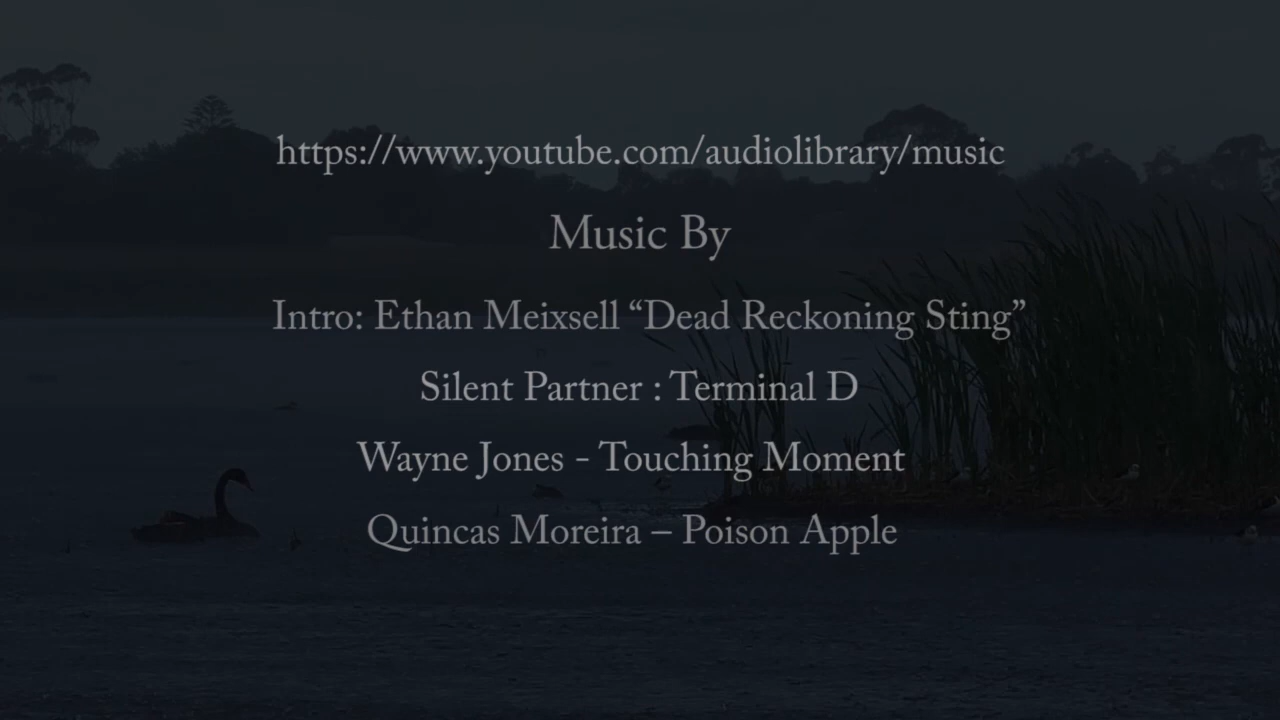 https://www.youtube.com/audiolibrary/music
Music By
Intro: Ethan Meixsell “Dead Reckoning Sting”
Silent Partner : Terminal D
Wayne Jones - Touching Moment
Quincas Moreira – Poison Apple